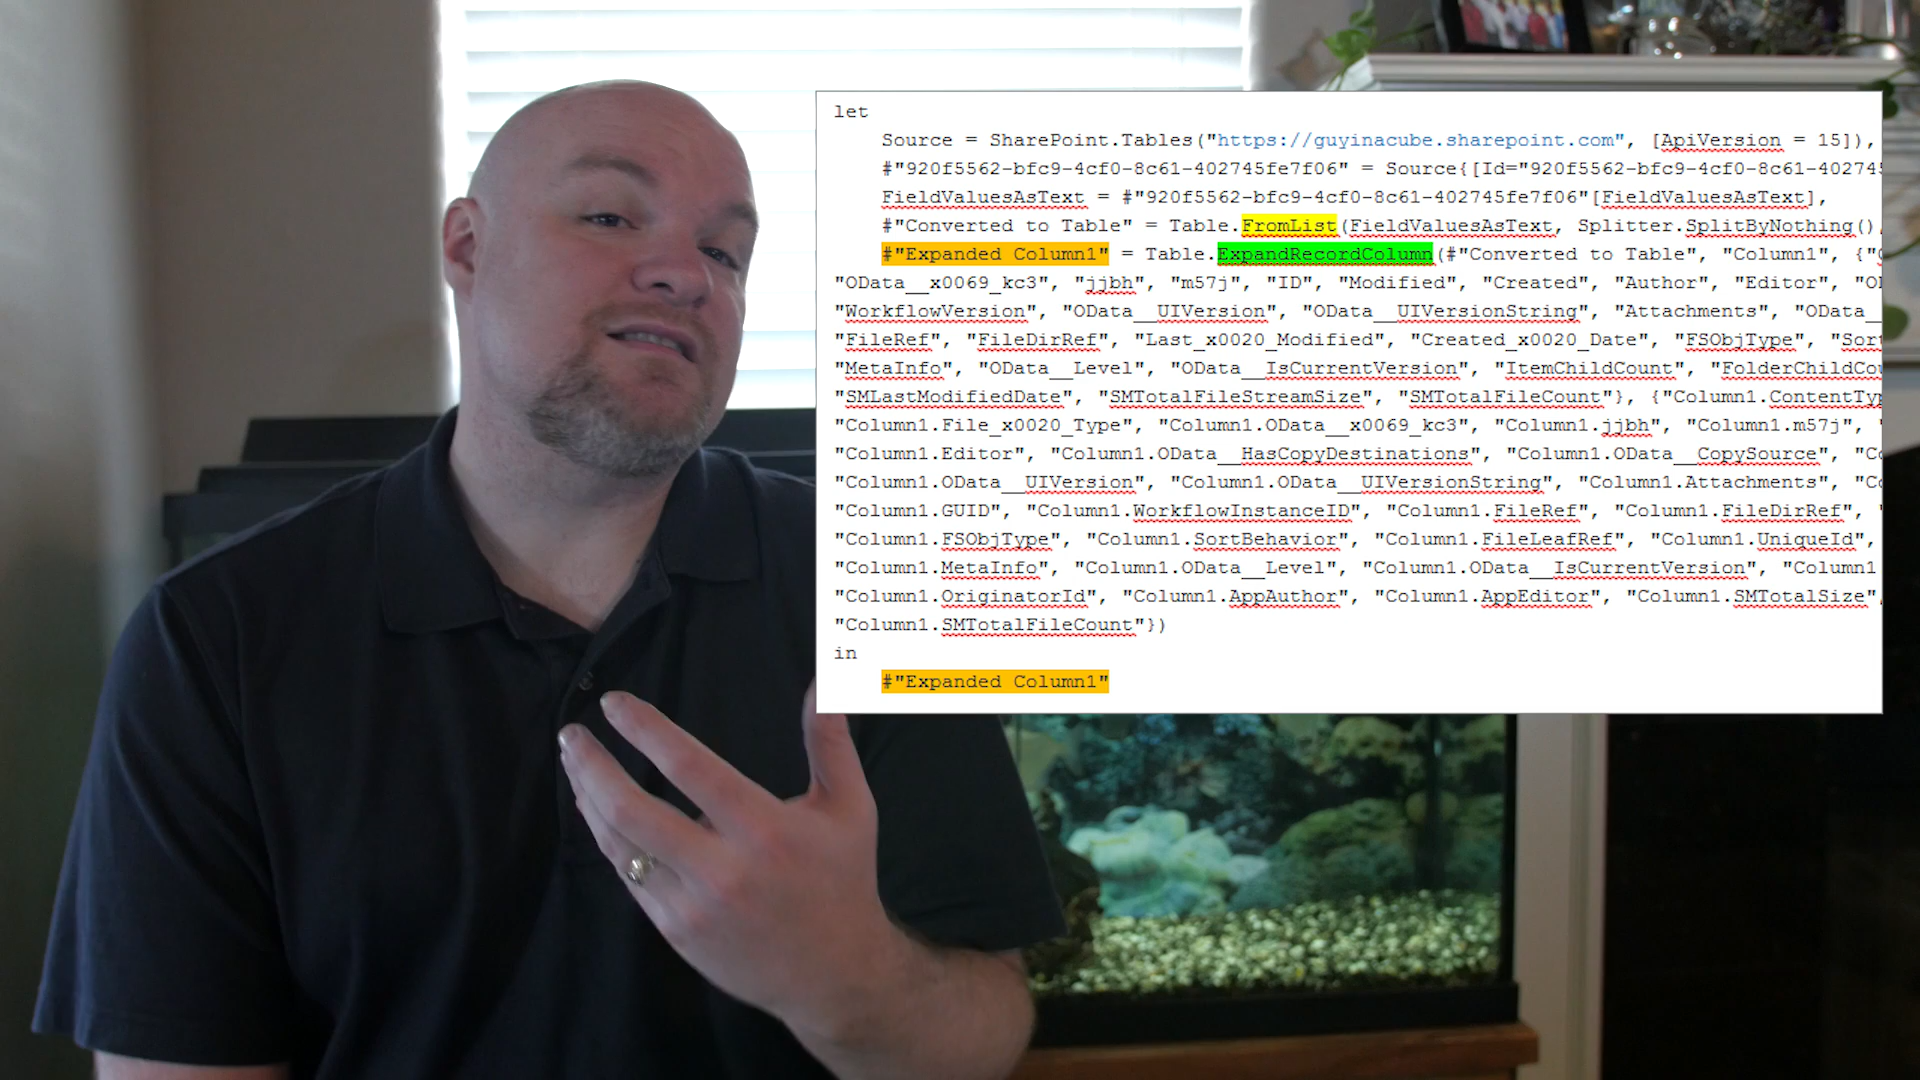 let
Source = SharePoint.Tables("https://guyinacube.sharepoint.com", [ApiVersion = 15]),
#"920f5562-bfc9-4cf0-8c61-402745fe7f06" = Source{[Id="920f5562-bfc9-4cf0-8c61-402745
FieldValuesAsText = #"920f5562-bfc9-4cf0-8c61-402745fe7f06"[FieldValuesAsText],
#"Converted to Table" = Table.FromList(FieldValuesAsText, Splitter.SplitByNothing(),
#"Expanded Column1" = Table.ExpandRecordColumn(#"Converted to Table", "Column1", {"
"OData__x0069_kc3", "jjbh", "m57j", "ID", "Modified", "Created", "Author", "Editor",
"WorkflowVersion", "OData__UIVersion", "OData__UIVersionString", "Attachments", "OData_
"FileRef", "FileDirRef", "Last_x0020_Modified", "Created_x0020_Date", "FSObjType", "Sort
"MetaInfo", "OData__Level", "OData__IsCurrentVersion", "ItemChildCount", "FolderChildCou
"SMLastModifiedDate", "SMTotalFileStreamSize", "SMTotalFileCount"}, {"Column1.ContentTyp
"Column1.File_x0020_Type", "Column1.OData__x0069_kc3", "Column1.jjbh", "Column1.m57j", "
"Column1.Editor", "Column1.OData__HasCopyDestinations", "Column1.OData__CopySource", "Co
"Column1.OData__UIVersion", "Column1.OData__UIVersionString", "Column1.Attachments", "Co
"Column1.GUID", "Column1.WorkflowInstanceID", "Column1.FileRef", "Column1.FileDirRef", "
"Column1.FSObjType", "Column1.SortBehavior", "Column1.FileLeafRef", "Column1.UniqueId",
"Column1.MetaInfo", "Column1.OData__Level", "Column1.OData__IsCurrentVersion", "Column1
"Column1.OriginatorId", "Column1.AppAuthor", "Column1.AppEditor", "Column1.SMTotalSize",
"Column1.SMTotalFileCount"})
in
#"Expanded Column1"